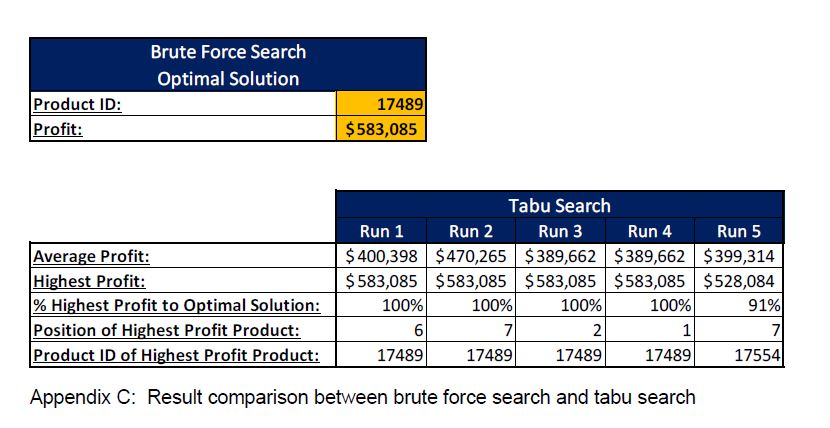 Brute Force Search
Optimal Solution
Product ID: 17489
Profit: $583,085
Tabu Search
Run 1 Run 2 Run 3 Run 4 Run 5
Average Profit: $400,398 $470,265 $389,662 $389,662 $399,314
Highest Profit: $583,085 $583,085 $583,085 $583,085 $528,084
% Highest Profit to Optimal Solution: 100% 100% 100% 100% 91%
Position of Highest Profit Product: 6 7 2 1 7
Product ID of Highest Profit Product: 17489 17489 17489 17489 17554
Appendix C: Result comparison between brute force search and tabu search